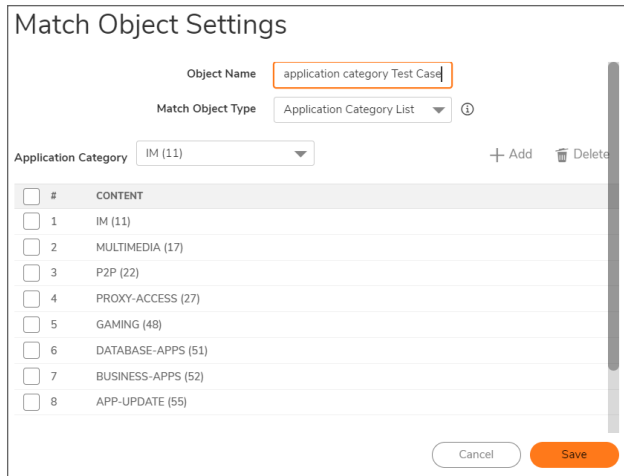 Match Object Settings
Object Name application category Test Case
Match Object Type Application Category List
Application Category IM (11) Add Delete
# CONTENT
1 IM (11)
2 MULTIMEDIA (17)
3 P2P (22)
4 PROXY-ACCESS (27)
5 GAMING (48)
6 DATABASE-APPS (51)
7 BUSINESS-APPS (52)
8 APP-UPDATE (55)
Cancel Save